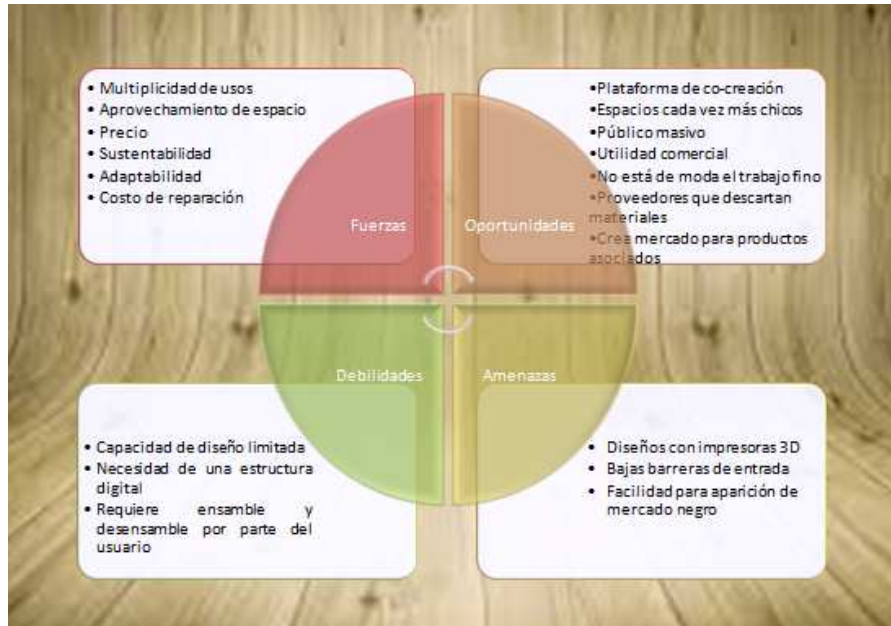 • Multiplicidad de usos
• Aprovechamiento de espacio
• Precio
• Sustentabilidad
• Adaptabilidad
• Costo de reparación
Fuerzas
•Plataforma de co-creación
•Espacios cada vez más chicos
•Público masivo
•Utilidad comercial
•No está de moda el trabajo fino
•Proveedores que descartan
materiales
•Crea mercado para productos
asociados
Oportunidades
Debilidades
• Capacidad de diseño limitada
• Necesidad de una estructura
digital
• Requiere ensamble y
desensamble por parte del
usuario
Amenazas
• Diseños con impresoras 3D
• Bajas barreras de entrada
• Facilidad para aparición de
mercado negro